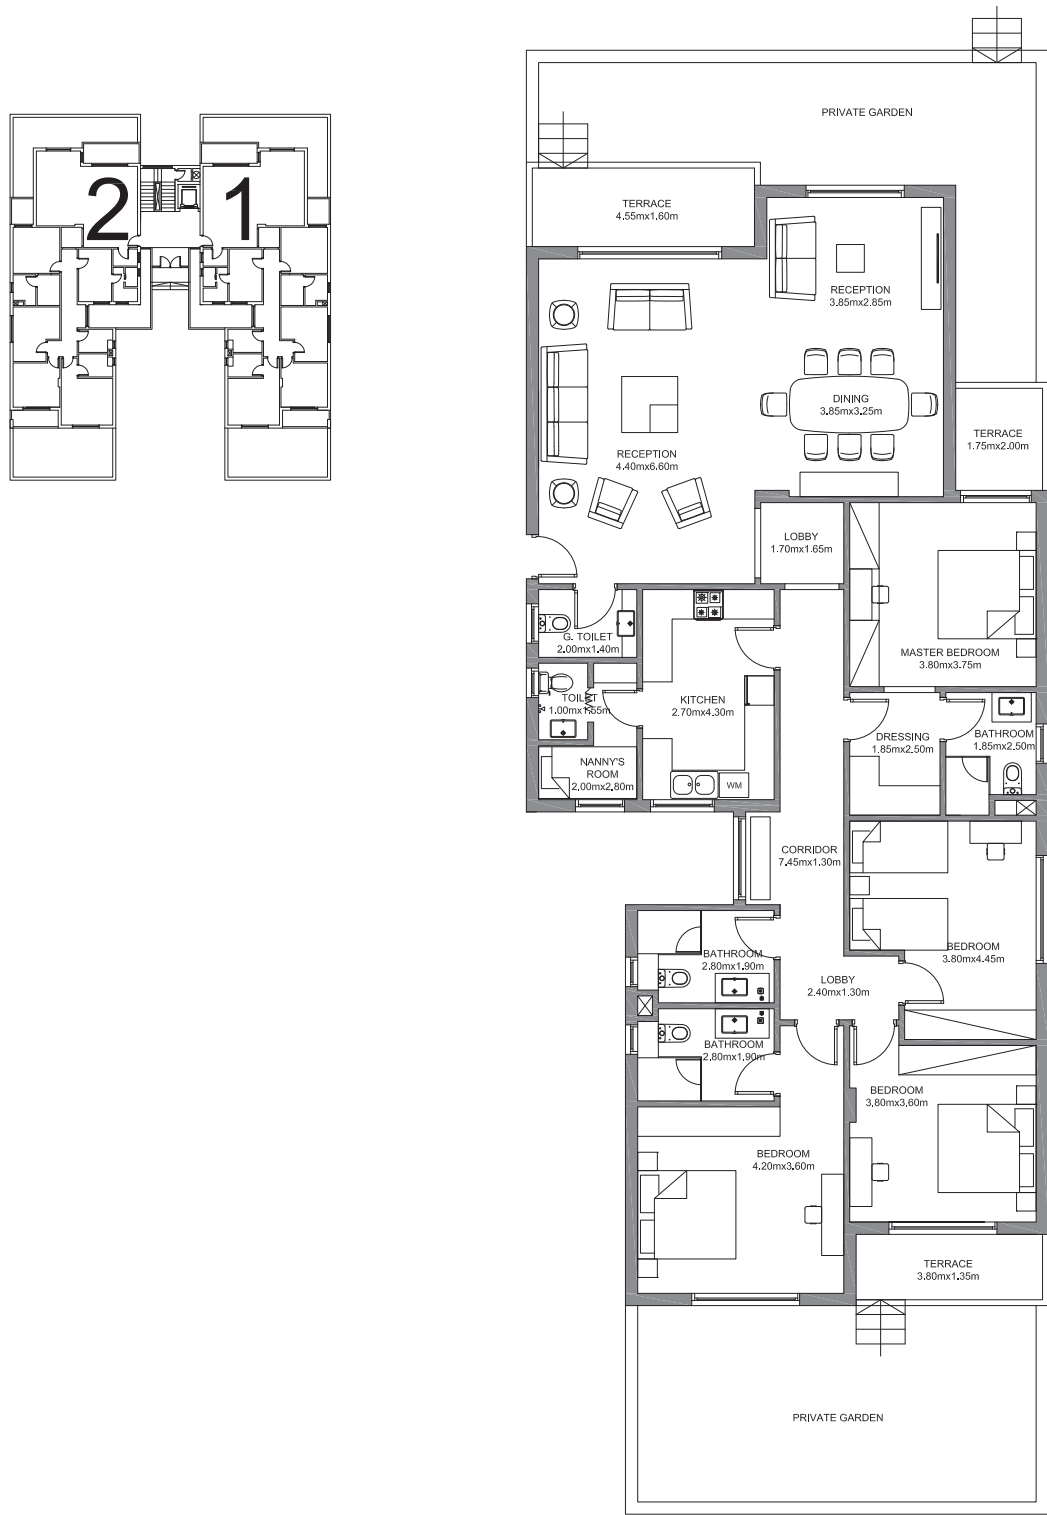 PRIVATE GARDEN
2
1
TERRACE
4.55mx1.60m
RECEPTION
3.85mx2.85m
DINING
3.85mx3.25m
TERRACE
1.75mx2.00m
RECEPTION
4.40mx6.60m
LOBBY
1.70mx1.65m
G. TOILET
2.00mx1.40m
MASTER BEDROOM
3.80mx3.75m
TOILET
1.00mx1.55m
KITCHEN
2.70mx4.30m
DRESSING
1.85mx2.50m
BATHROOM
1.85mx2.50m
NANNY'S
ROOM
2.00mx2.80m
WM
CORRIDOR
7.45mx1.30m
BEDROOM
3.80mx4.45m
BATHROOM
2.80mx1.90m
LOBBY
2.40mx1.30m
BATHROOM
2.80mx1.90m
BEDROOM
3.80mx3.60m
BEDROOM
4.20mx3.60m
TERRACE
3.80mx1.35m
PRIVATE GARDEN